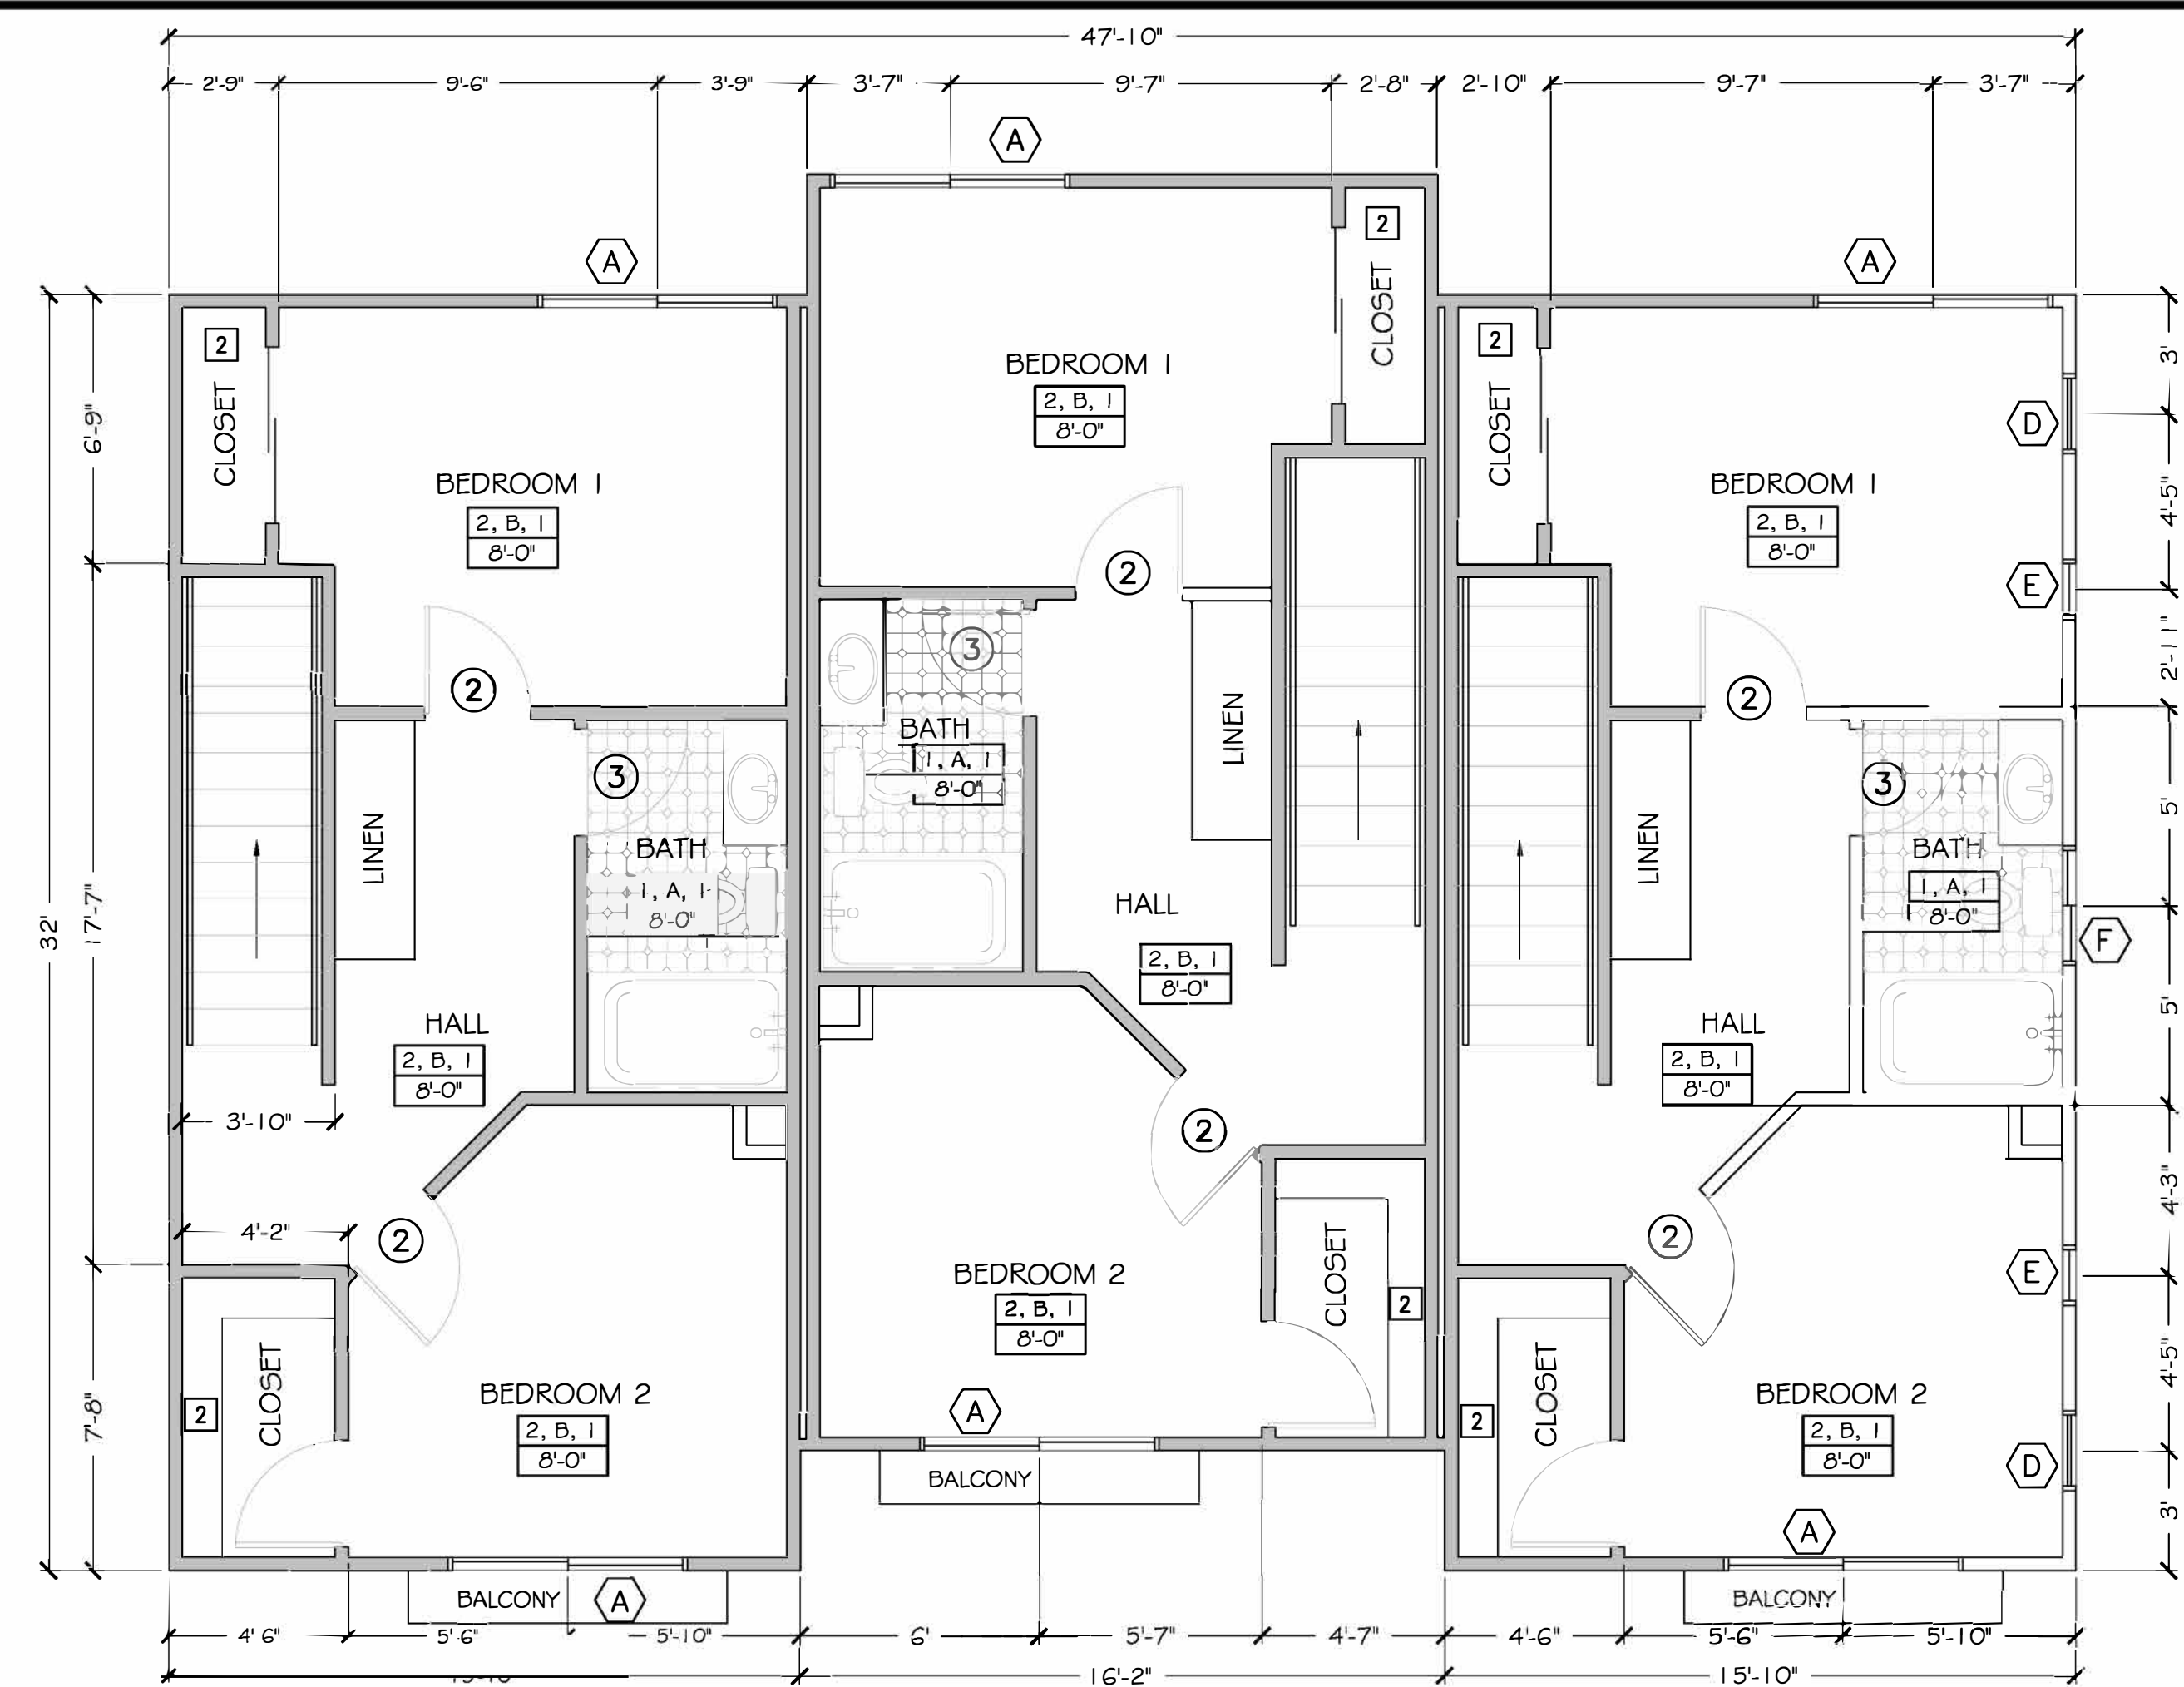 47'-10"
2'-9" 9'-6" 3'-9" 3'-7" 9'-7" 2'-8" 2'-10" 9'-7" 3'-7"
A
2
CLOSET
A
A
2
CLOSET
2
CLOSET
BEDROOM 1
2, B, 1
8'-0"
BEDROOM 1
2, B, 1
8'-0"
BEDROOM 1
2, B, 1
8'-0"
3'
D
4'-5"
E
2'-11"
6'-9"
2
2
2
3
3
3
LINEN
LINEN
LINEN
BATH
1, A, 1
8'-0"
BATH
1, A, 1
8'-0"
BATH
1, A, 1
8'-0"
5'
F
5'
32'
17'-7"
HALL
2, B, 1
8'-0"
HALL
2, B, 1
8'-0"
HALL
2, B, 1
8'-0"
3'-10"
4'-2"
2
2
2
4'-3"
E
4'-5"
D
3'
7'-8"
2
CLOSET
BEDROOM 2
2, B, 1
8'-0"
BEDROOM 2
2, B, 1
8'-0"
CLOSET
2
2
CLOSET
BEDROOM 2
2, B, 1
8'-0"
A
A
BALCONY
BALCONY
A
BALCONY
4' 6" 5'-6" 5'-10" 6' 5'-7" 4'-7" 4'-6" 5'-6" 5'-10"
16'-2" 15'-10"